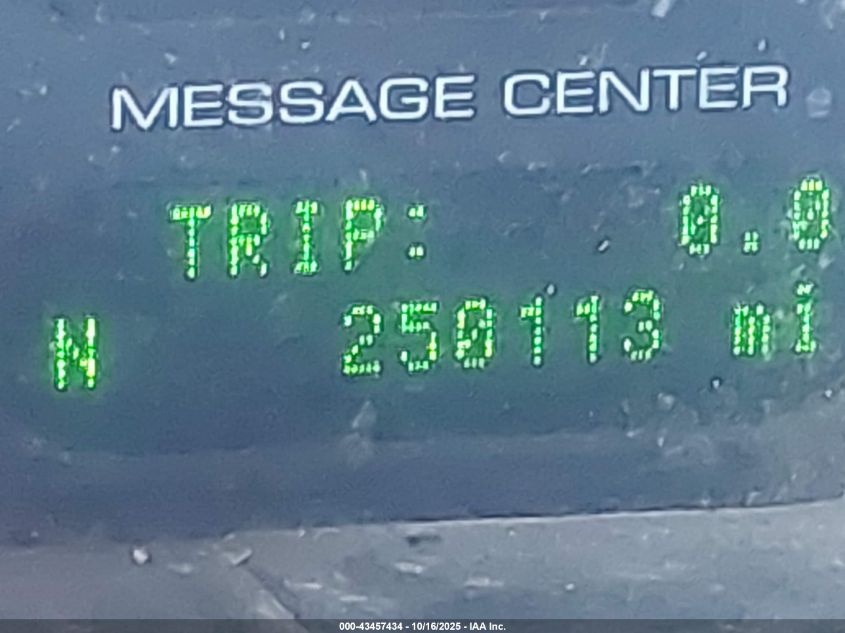 MESSAGE CENTER
TRIP: 0.0
N 250113 mi
000-43457434 - 10/16/2025 - IAA Inc.